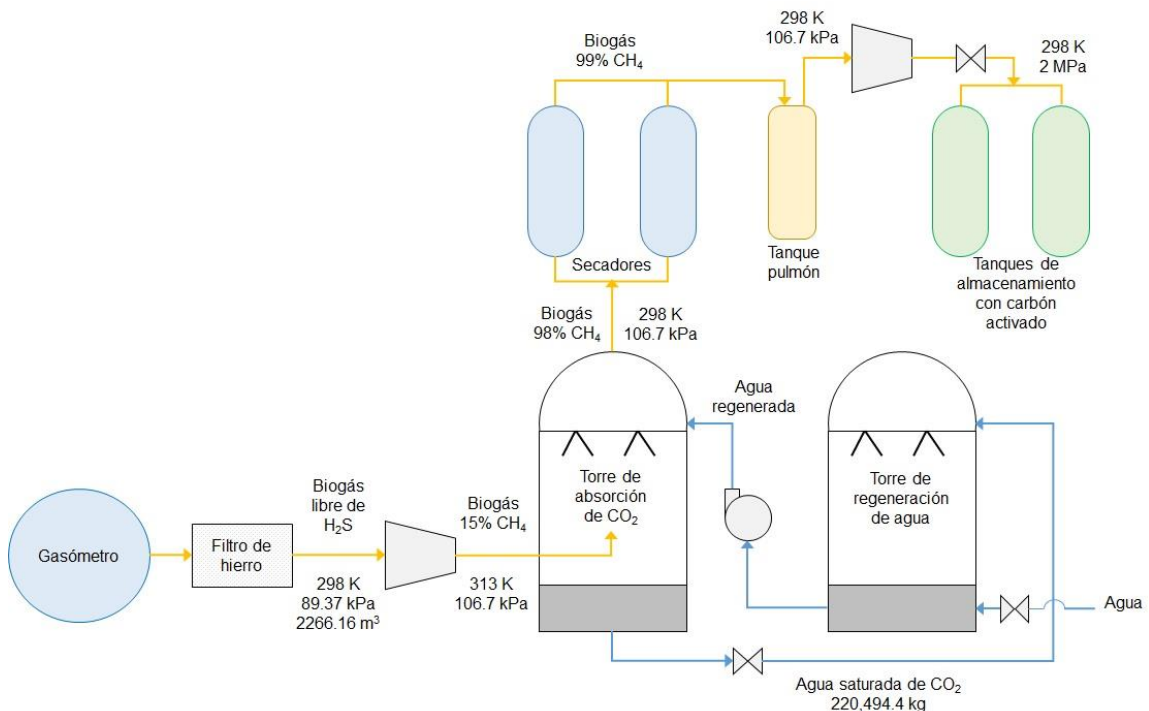 298 K
106.7 kPa
Biogás
99% CH₄
298 K
2 MPa
Secadores
Tanque
pulmón
Tanques de
almacenamiento
con carbón
activado
Biogás
98% CH₄
298 K
106.7 kPa
Agua
regenerada
Torre de
absorción
de CO₂
Torre de
regeneración
de agua
Biogás
libre de
H₂S
Biogás
15% CH₄
Gasómetro
Filtro de
hierro
298 K
89.37 kPa
2266.16 m³
313 K
106.7 kPa
Agua
Agua saturada de CO₂
220,494.4 kg